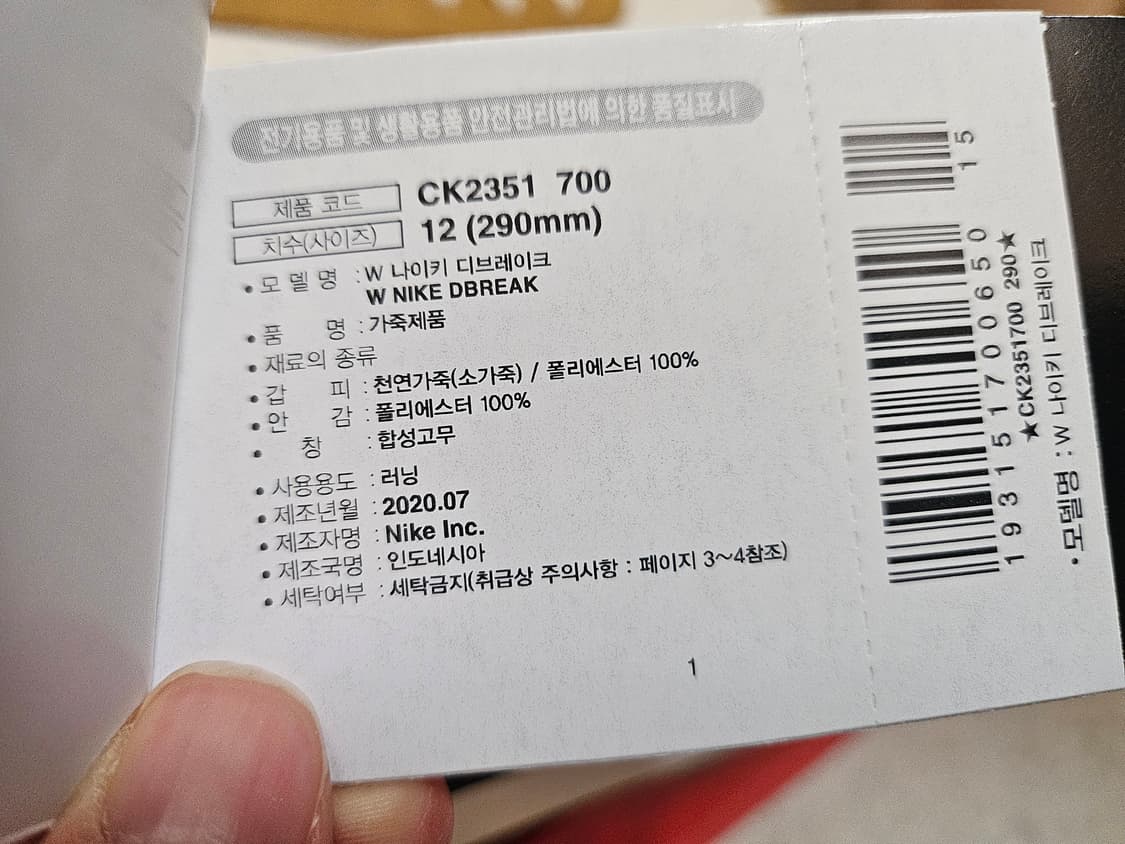 전기용품 및 생활용품 안전관리법에 의한 품질표시
제품 코드 CK2351 700
치수(사이즈) 12 (290mm)
• 모 델 명 : W 나이키 디브레이크
W NIKE DBREAK
• 품 명 : 가죽제품
• 재료의 종류
• 갑 피 : 천연가죽(소가죽) / 폴리에스터 100%
• 안 감 : 폴리에스터 100%
• 창 : 합성고무
• 사용용도 : 러닝
• 제조년월 : 2020.07
• 제조자명 : Nike Inc.
• 제조국명 : 인도네시아
• 세탁여부 : 세탁금지(취급상 주의사항 : 페이지 3~4참조)
1
15
193151700650
★CK2351700 290★
• 모델명 : W 나이키 디브레이크